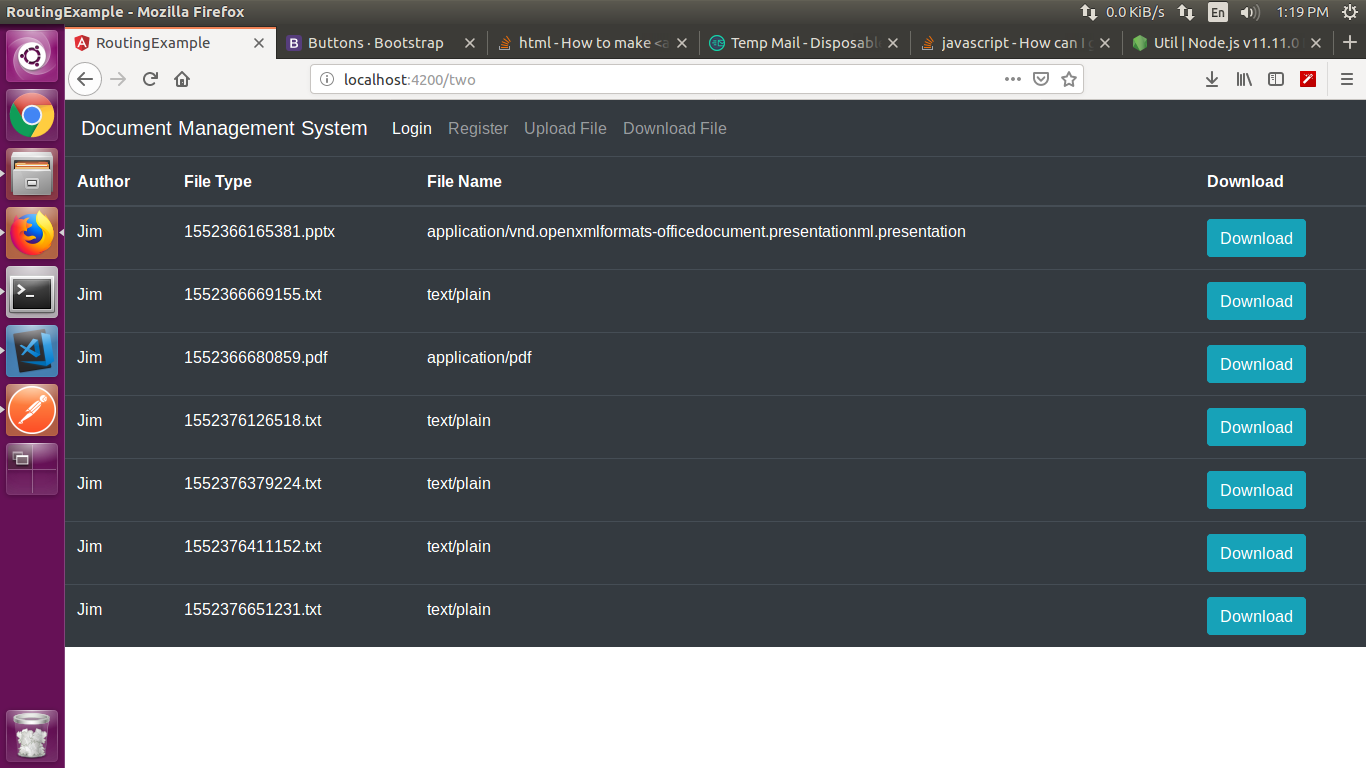 RoutingExample - Mozilla Firefox 0.0 KiB/s En 1:19 PM
RoutingExample Buttons · Bootstrap html - How to make <a Temp Mail - Disposabl javascript - How can I g Util | Node.js v11.11.0
localhost:4200/two
Document Management System Login Register Upload File Download File
Author File Type File Name Download
Jim 1552366165381.pptx application/vnd.openxmlformats-officedocument.presentationml.presentation Download
Jim 1552366669155.txt text/plain Download
Jim 1552366680859.pdf application/pdf Download
Jim 1552376126518.txt text/plain Download
Jim 1552376379224.txt text/plain Download
Jim 1552376411152.txt text/plain Download
Jim 1552376651231.txt text/plain Download